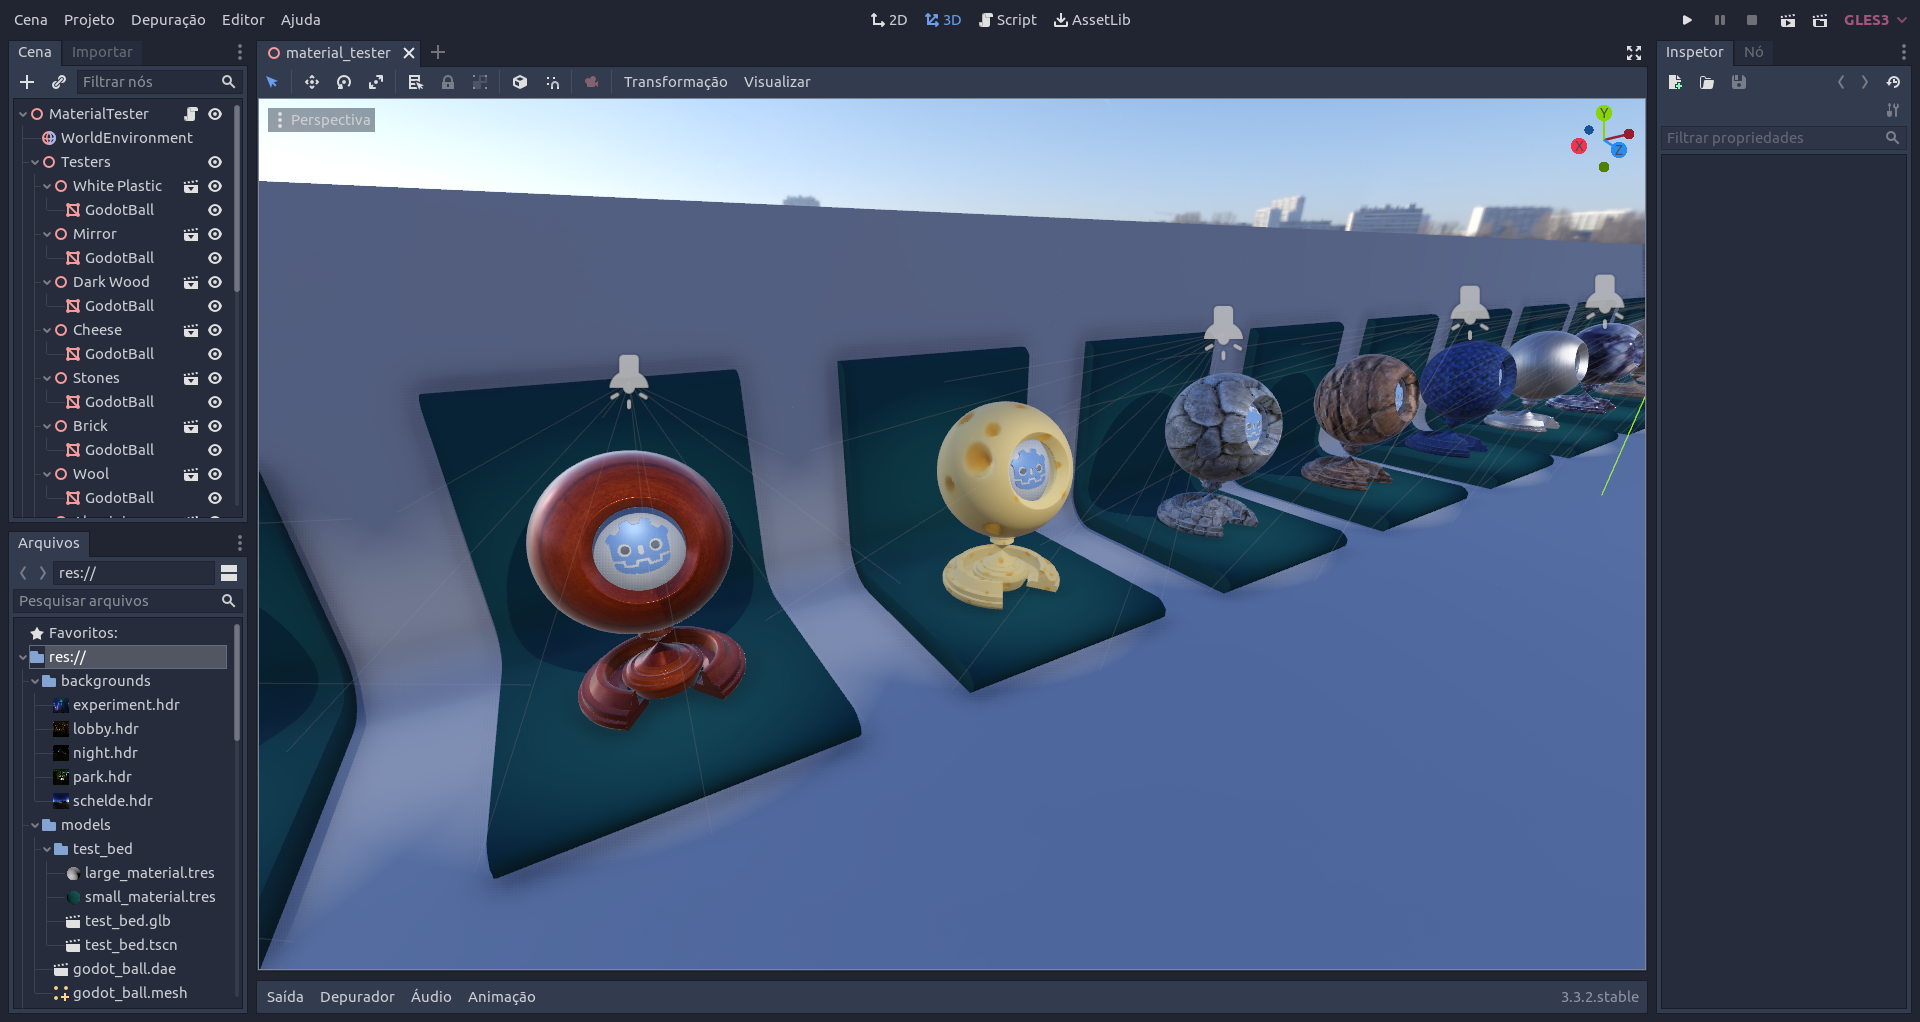 Cena Projeto Depuração Editor Ajuda
2D 3D Script AssetLib
GLES3
Cena Importar
Filtrar nós
MaterialTester
WorldEnvironment
Testers
White Plastic
GodotBall
Mirror
GodotBall
Dark Wood
GodotBall
Cheese
GodotBall
Stones
GodotBall
Brick
GodotBall
Wool
GodotBall
Arquivos
res://
Pesquisar arquivos
Favoritos:
res://
backgrounds
experiment.hdr
lobby.hdr
night.hdr
park.hdr
schelde.hdr
models
test_bed
large_material.tres
small_material.tres
test_bed.glb
test_bed.tscn
godot_ball.dae
godot_ball.mesh
material_tester
Transformação Visualizar
Perspectiva
Y
X
Z
Saída Depurador Áudio Animação
3.3.2.stable
Inspetor Nó
Filtrar propriedades